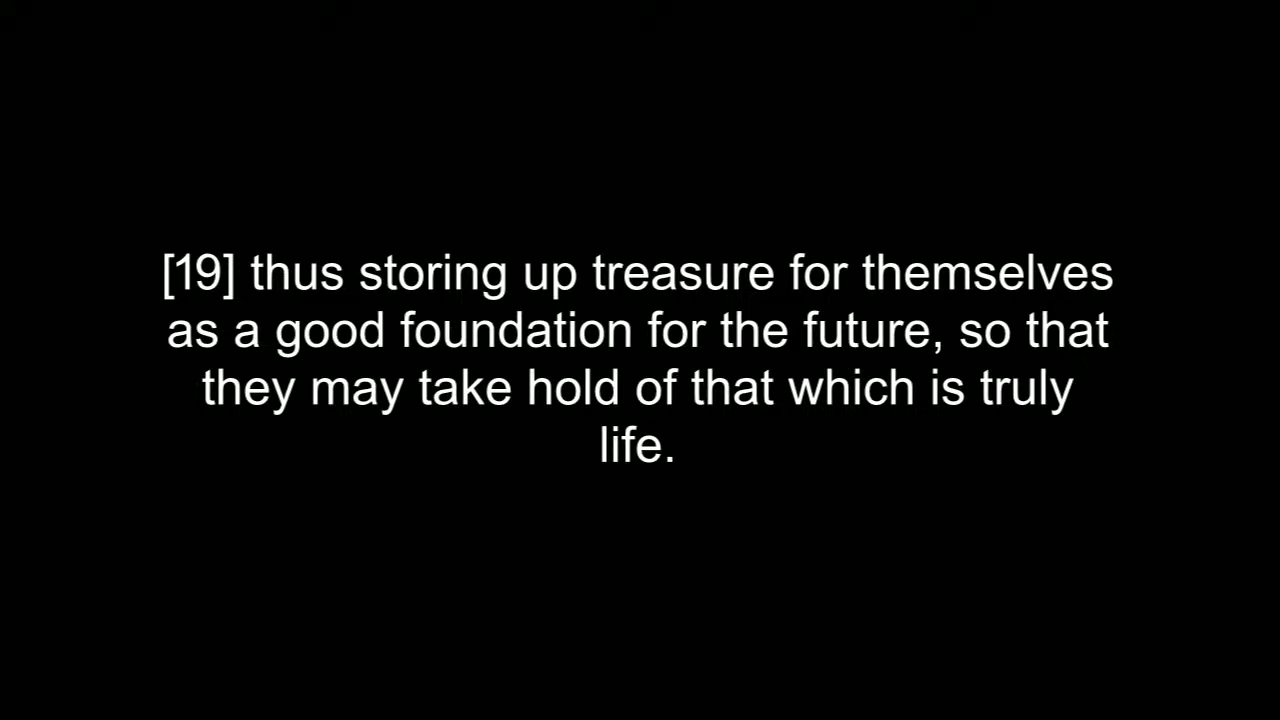 [19] thus storing up treasure for themselves
as a good foundation for the future, so that
they may take hold of that which is truly
life.